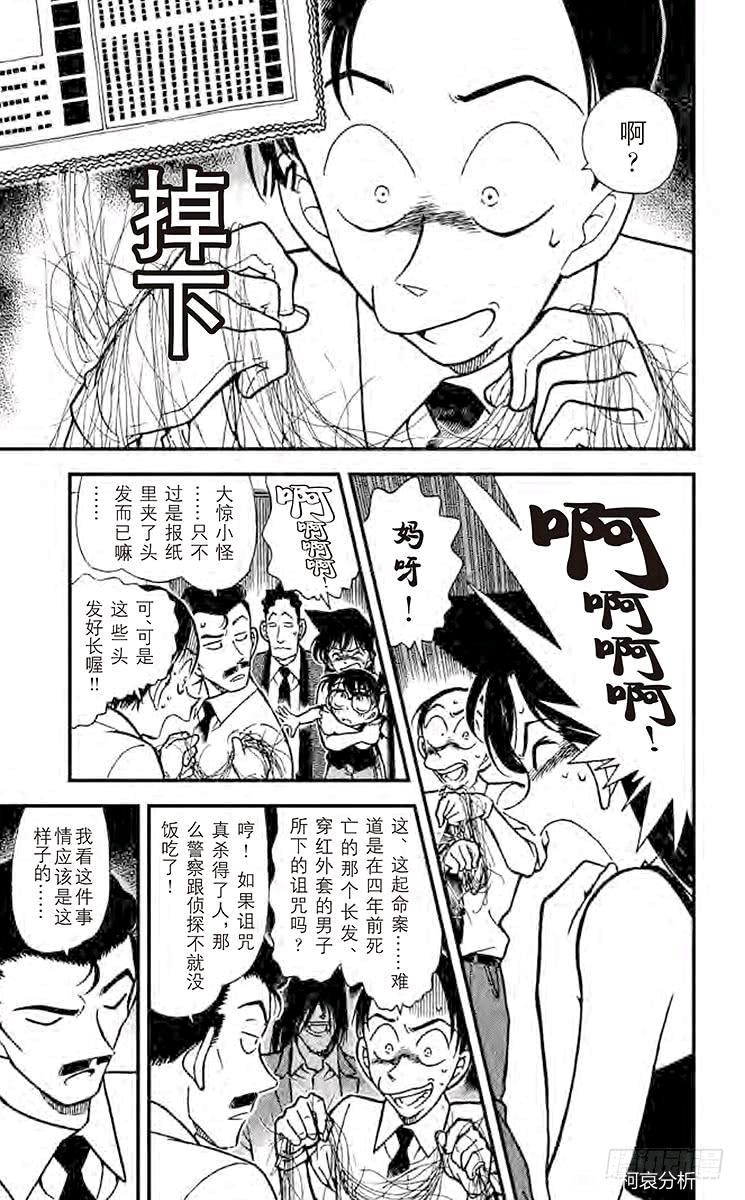 啊？
掉下
啊
啊啊啊！
妈呀！
啊
啊啊啊！
大惊小怪
……只不
过是报纸
里夹了头
发而已嘛
……
可、可是
这些头
发好长喔!!
这、这起命案……难
道是在四年前死
亡的那个长发、
穿红外套的男子
所下的诅咒吗？
哼！如果诅咒
真杀得了人，那
么警察跟侦探不就没
饭吃了！
我看这件事
情应该是这
样子的……
柯哀分析